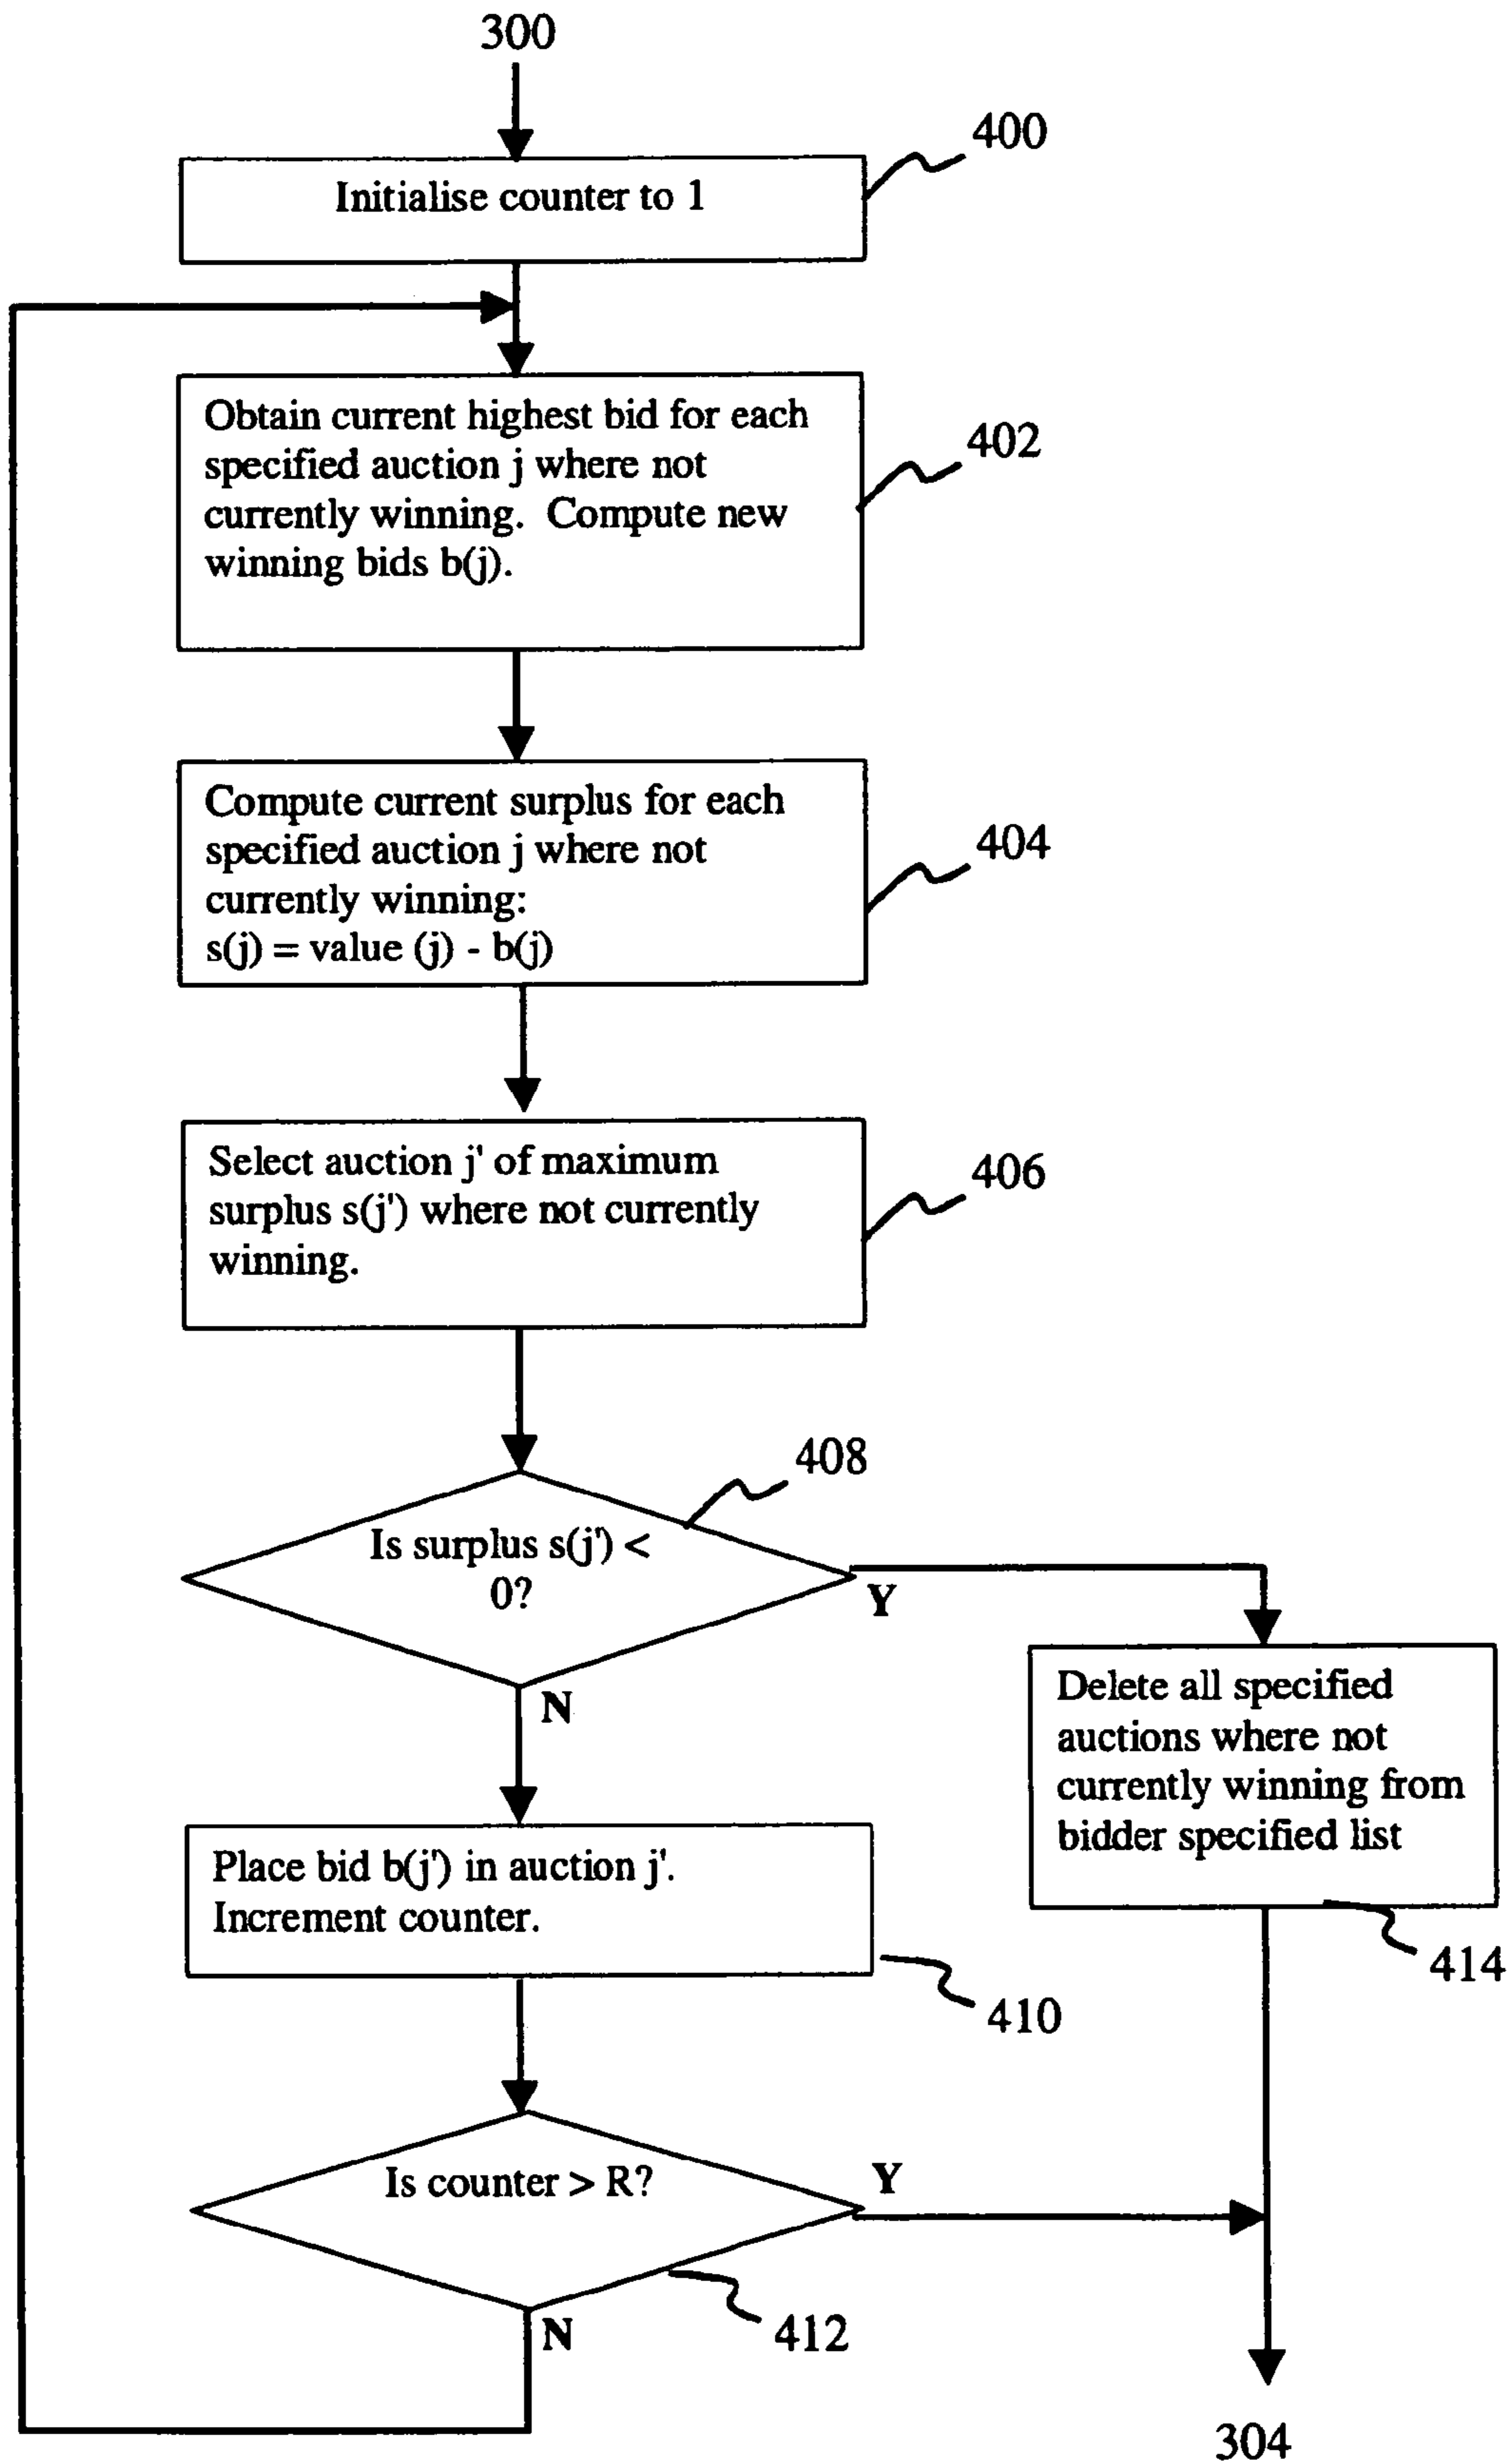 300
400
Initialise counter to 1
Obtain current highest bid for each
specified auction j where not
currently winning. Compute new
winning bids b(j).
402
Compute current surplus for each
specified auction j where not
currently winning:
s(j) = value (j) - b(j)
404
Select auction j' of maximum
surplus s(j') where not currently
winning.
406
408
Is surplus s(j') <
0?
Y
N
Delete all specified
auctions where not
currently winning from
bidder specified list
414
Place bid b(j') in auction j'.
Increment counter.
410
Is counter > R?
Y
412
N
304